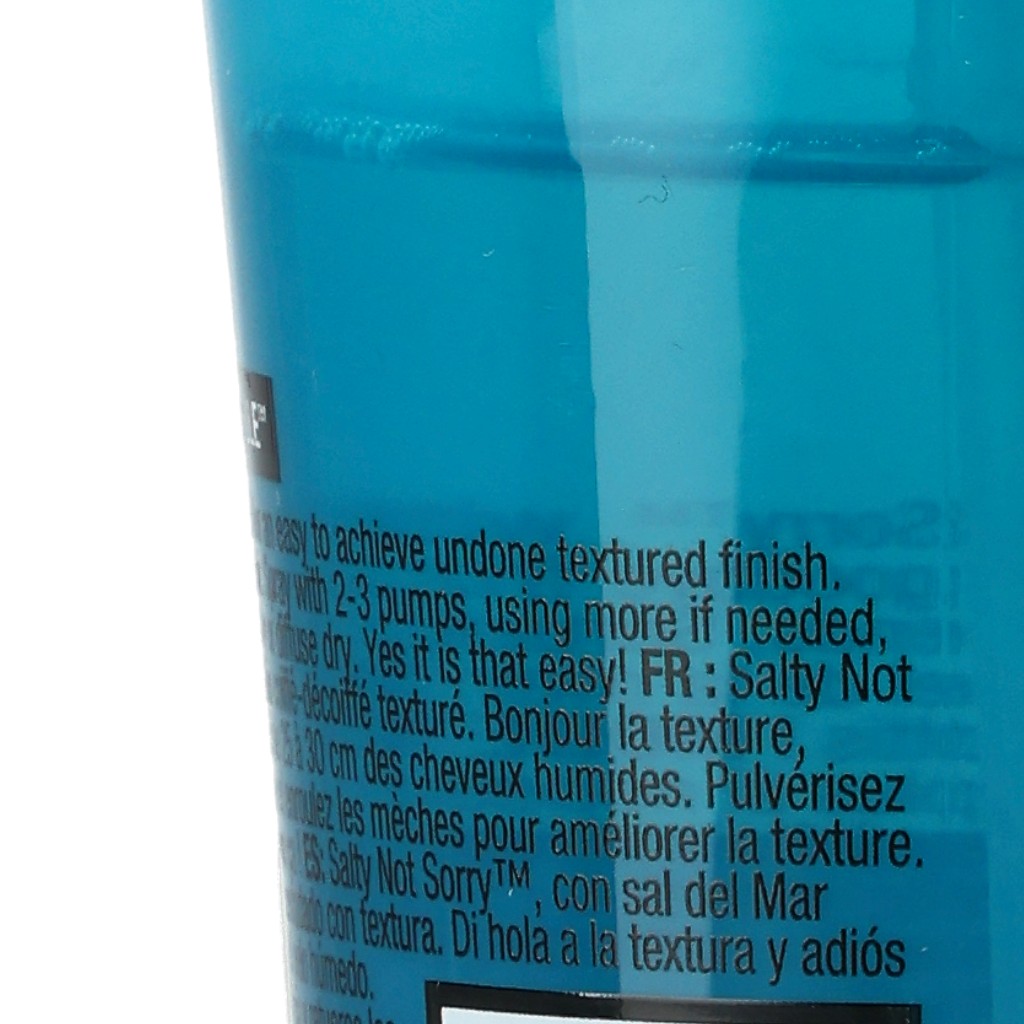 E™
an easy to achieve undone textured finish.
with 2-3 pumps, using more if needed,
diffuse dry. Yes it is that easy! FR : Salty Not
-décoiffé texturé. Bonjour la texture,
à 30 cm des cheveux humides. Pulvérisez
les mèches pour améliorer la texture.
ES: Salty Not Sorry™, con sal del Mar
con textura. Di hola a la textura y adiós
húmedo.